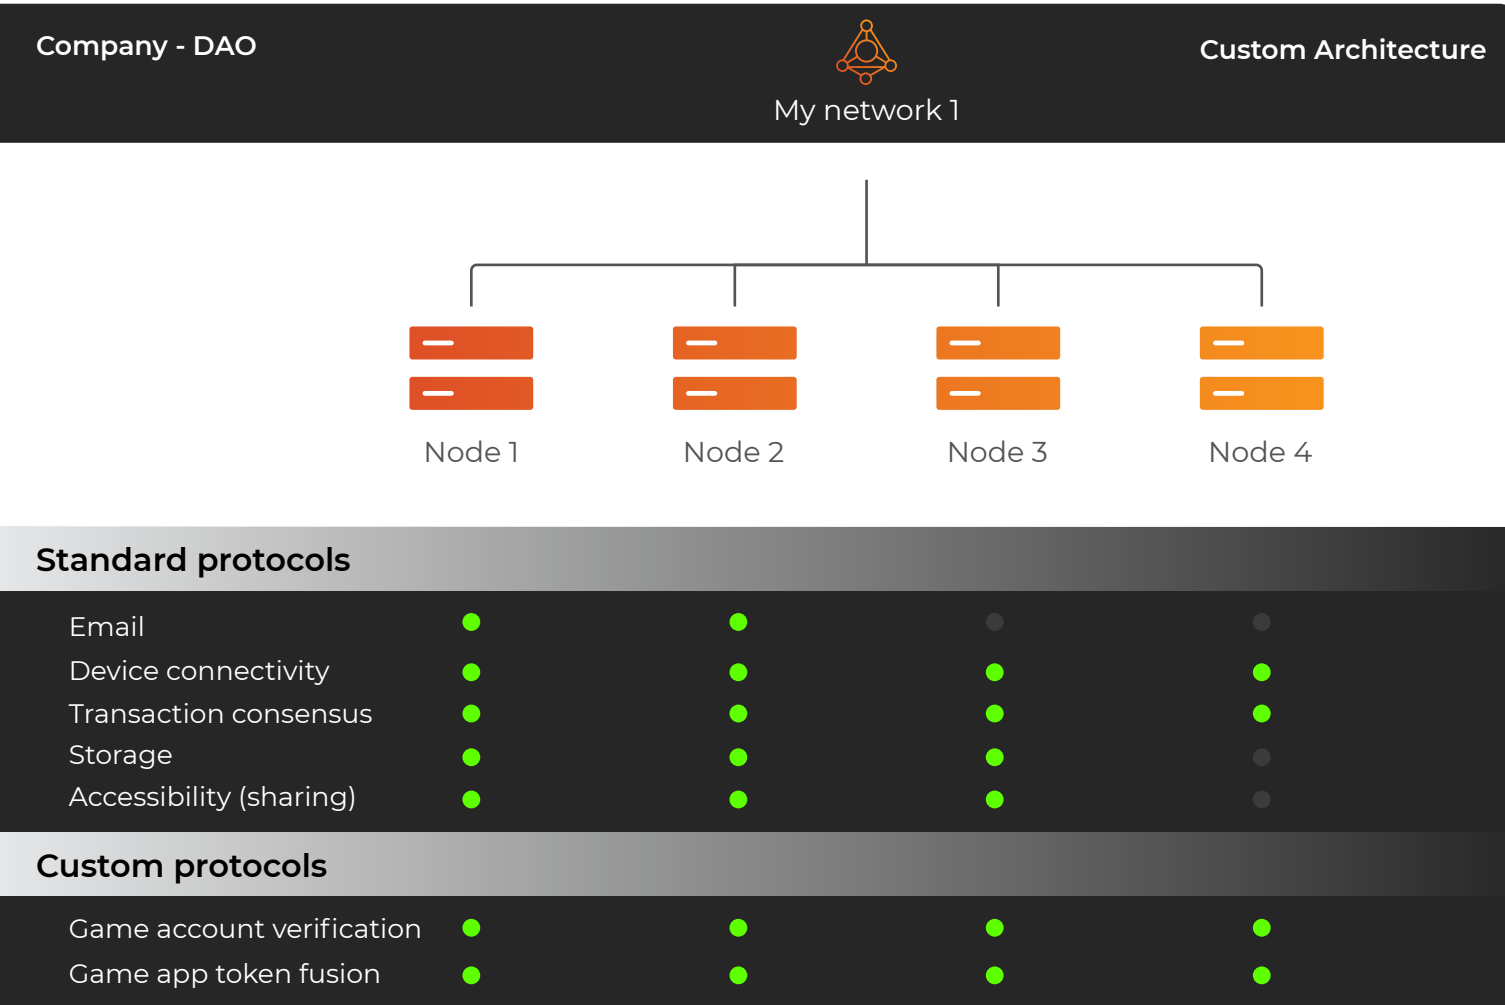 Company - DAO
Custom Architecture
My network 1
Node 1
Node 2
Node 3
Node 4
Standard protocols
Email
Device connectivity
Transaction consensus
Storage
Accessibility (sharing)
Custom protocols
Game account verification
Game app token fusion